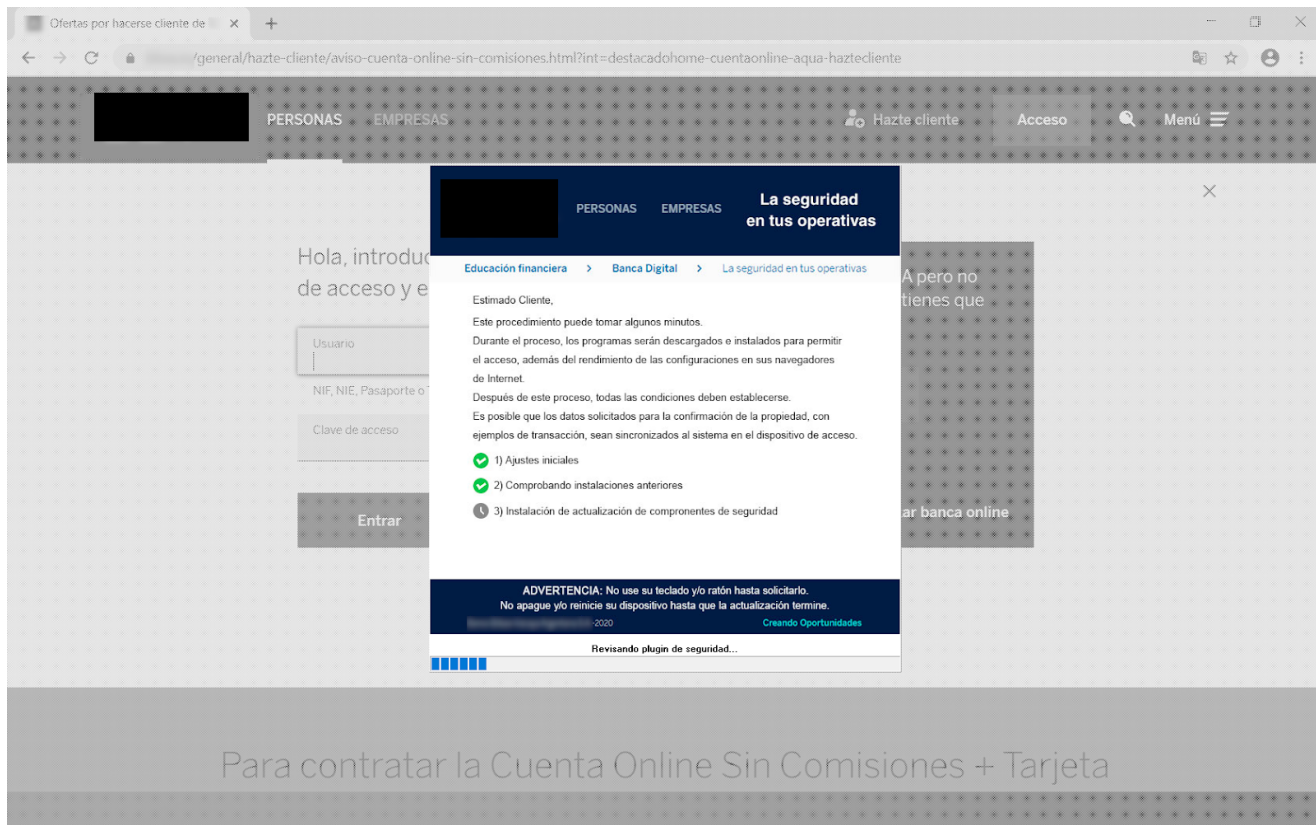 Ofertas por hacerse cliente de
/general/hazte-cliente/aviso-cuenta-online-sin-comisiones.html?int=destacadohome-cuentaonline-aqua-haztecliente
PERSONAS EMPRESAS Hazte cliente Acceso Menú
PERSONAS EMPRESAS La seguridad
en tus operativas
Educación financiera > Banca Digital > La seguridad en tus operativas
Hola, introduc
de acceso y e
A pero no
tienes que
Usuario
NIF, NIE, Pasaporte o T
Clave de acceso
Entrar
ar banca online
Estimado Cliente,
Este procedimiento puede tomar algunos minutos.
Durante el proceso, los programas serán descargados e instalados para permitir
el acceso, además del rendimiento de las configuraciones en sus navegadores
de Internet.
Después de este proceso, todas las condiciones deben establecerse.
Es posible que los datos solicitados para la confirmación de la propiedad, con
ejemplos de transacción, sean sincronizados al sistema en el dispositivo de acceso.
1) Ajustes iniciales
2) Comprobando instalaciones anteriores
3) Instalación de actualización de compronentes de seguridad
ADVERTENCIA: No use su teclado y/o ratón hasta solicitarlo.
No apague y/o reinicie su dispositivo hasta que la actualización termine.
-2020 Creando Oportunidades
Revisando plugin de seguridad...
Para contratar la Cuenta Online Sin Comisiones + Tarjeta